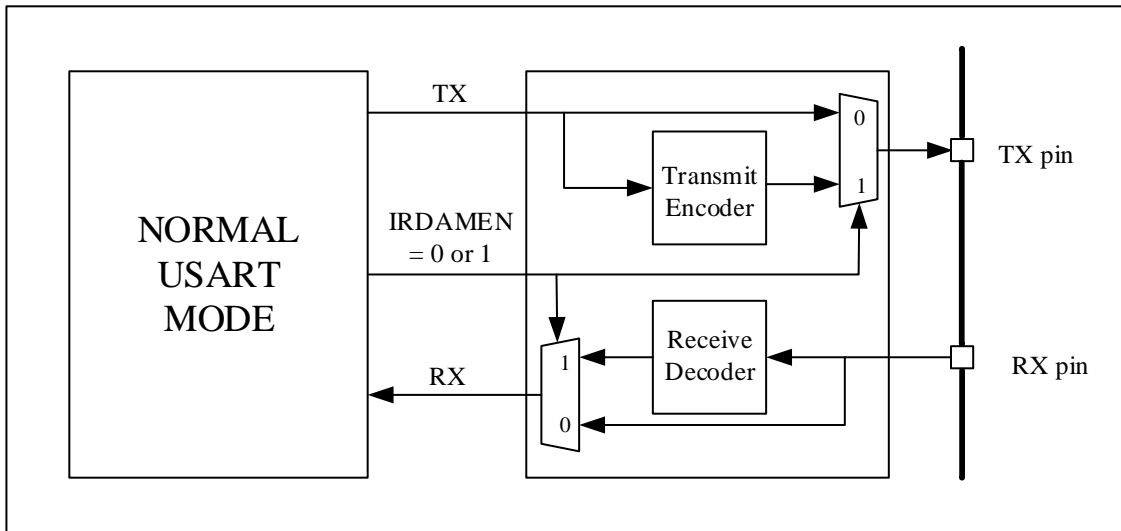 TX
0
TX pin
Transmit
Encoder
1
IRDAMEN
= 0 or 1
NORMAL
USART
MODE
Receive
Decoder
1
RX pin
RX
0